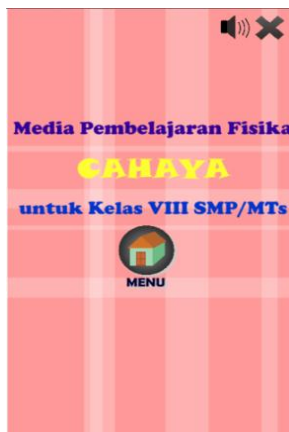 Media Pembelajaran Fisika
CAHAYA
untuk Kelas VIII SMP/MTs
MENU